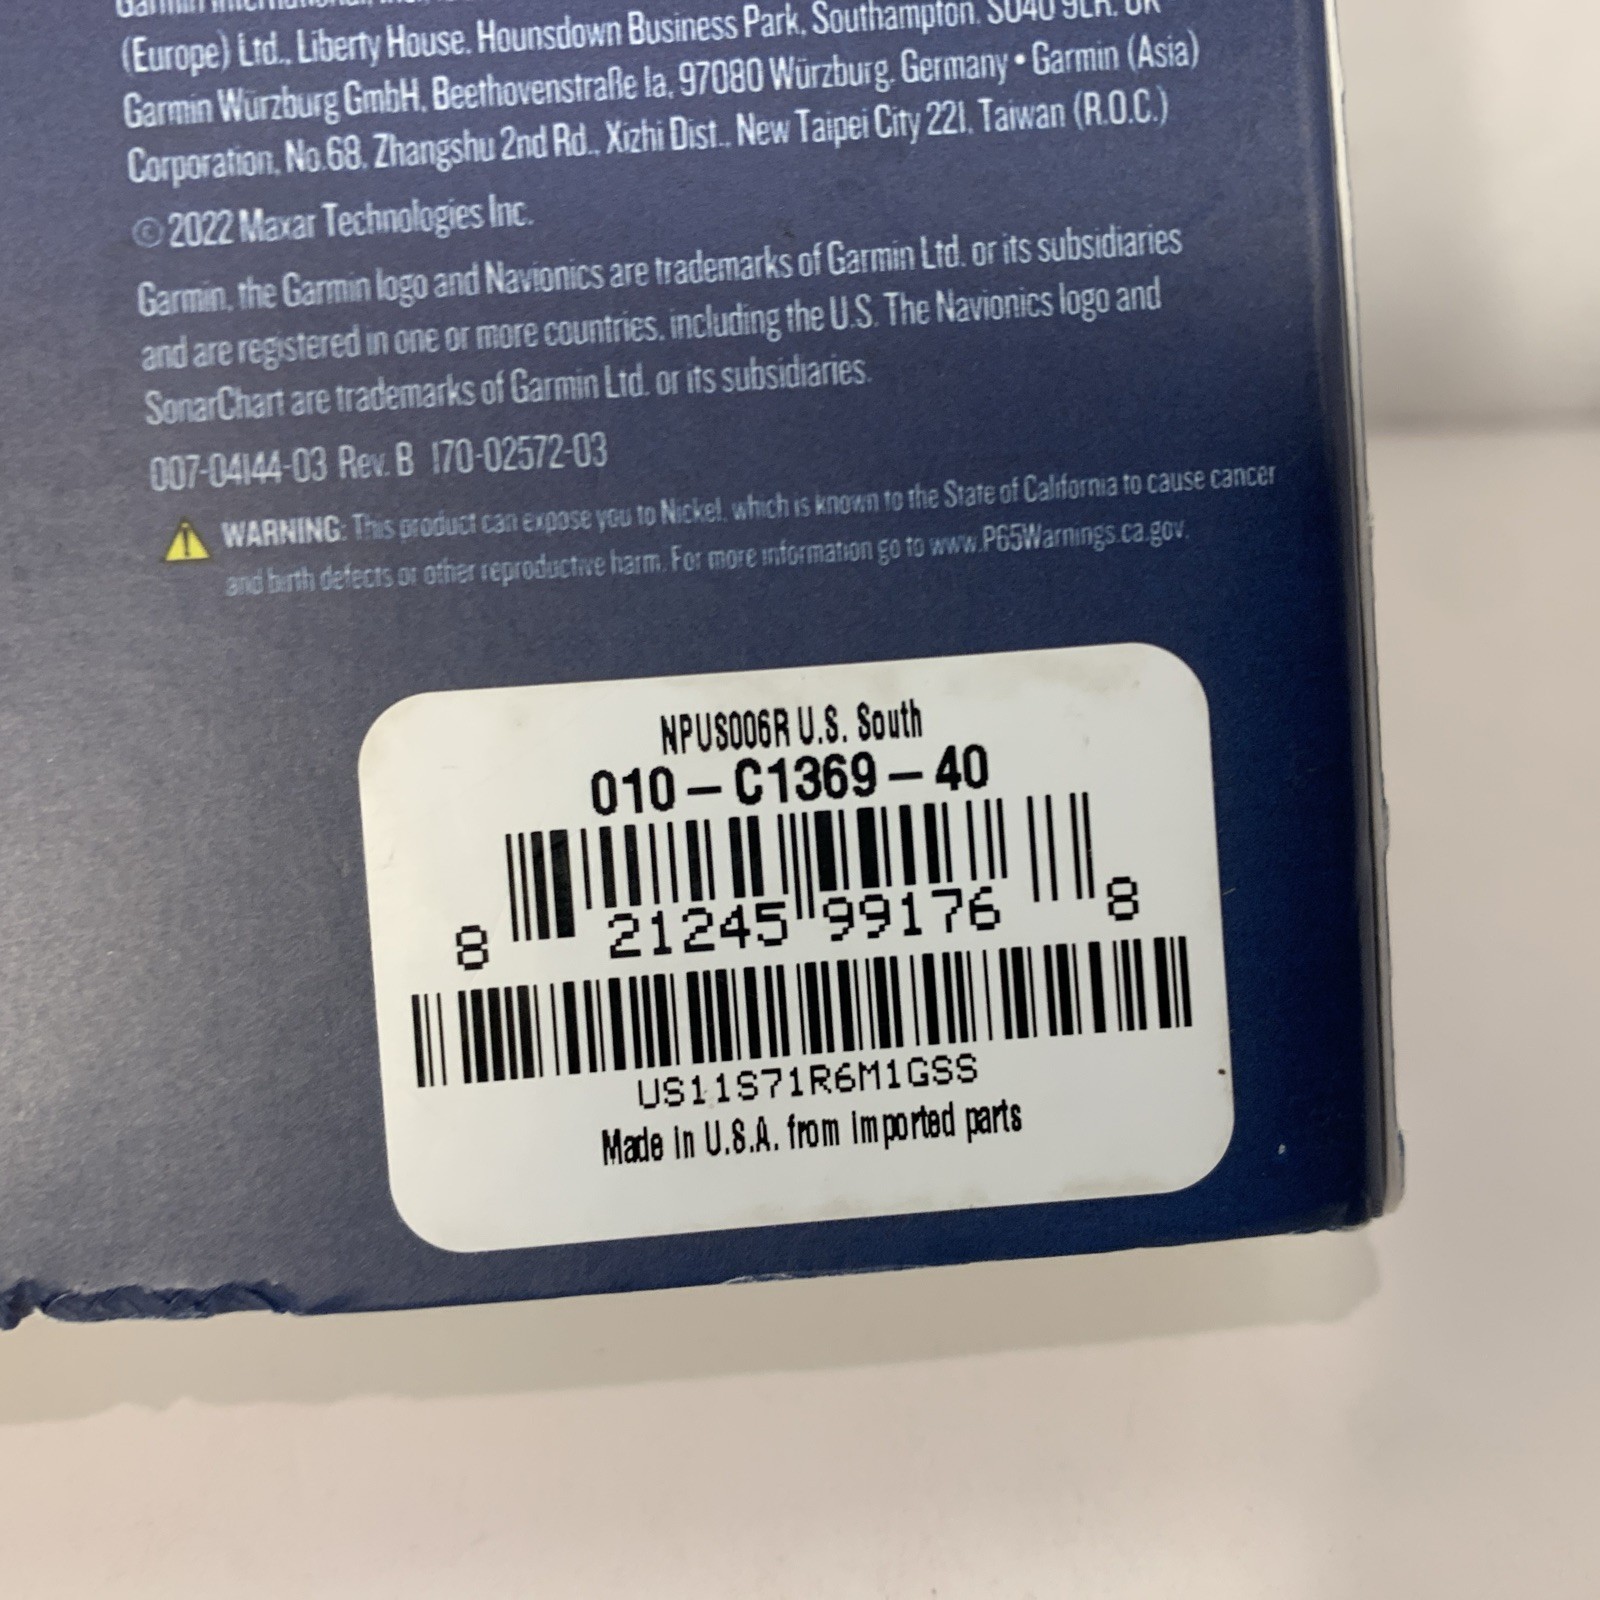 Garmin International, Inc.
(Europe) Ltd., Liberty House, Hounsdown Business Park, Southampton, SO40 9LR, UK
Garmin Würzburg GmbH, Beethovenstraße 1a, 97080 Würzburg, Germany • Garmin (Asia)
Corporation, No.68, Zhangshu 2nd Rd., Xizhi Dist., New Taipei City 221, Taiwan (R.O.C.)
© 2022 Maxar Technologies Inc.
Garmin, the Garmin logo and Navionics are trademarks of Garmin Ltd. or its subsidiaries
and are registered in one or more countries, including the U.S. The Navionics logo and
SonarChart are trademarks of Garmin Ltd. or its subsidiaries.
007-04144-03 Rev. B 170-02572-03
WARNING: This product can expose you to Nickel, which is known to the State of California to cause cancer
and birth defects or other reproductive harm. For more information go to www.P65Warnings.ca.gov.
NPUS006R U.S. South
010-C1369-40
8 21245 99176 8
US11S71R6M1GSS
Made in U.S.A. from imported parts